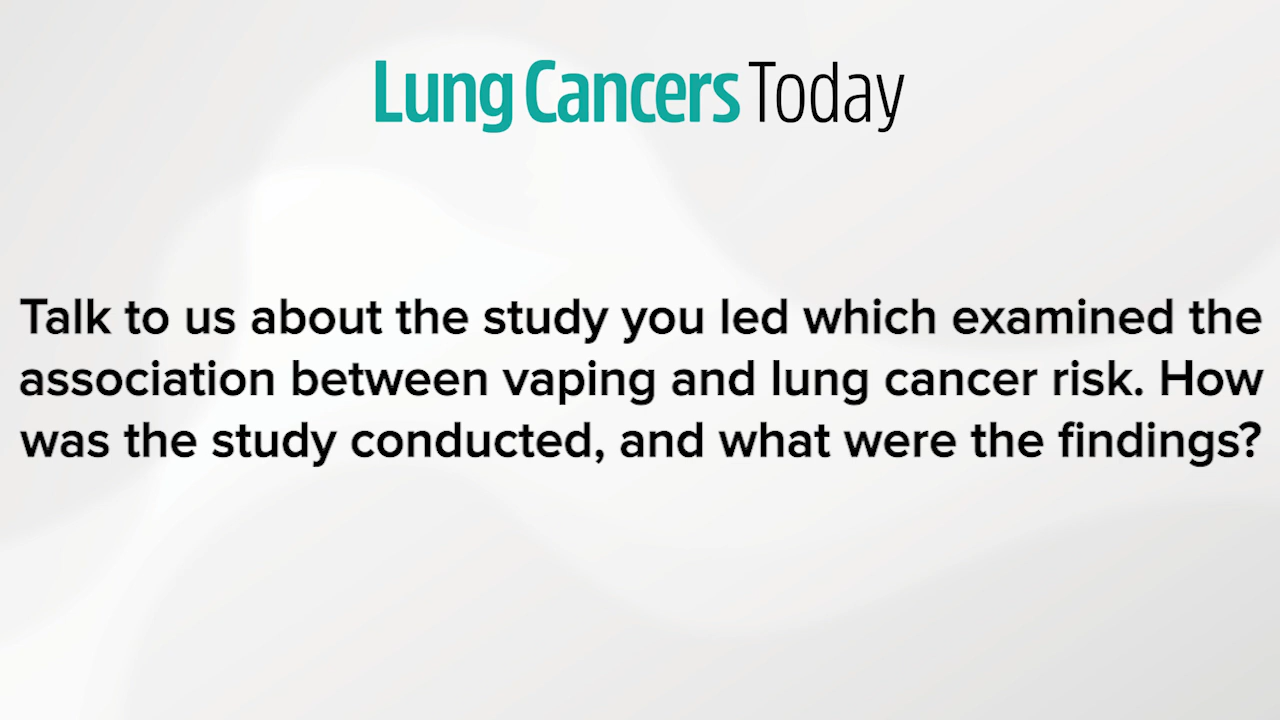 Lung Cancers Today
Talk to us about the study you led which examined the
association between vaping and lung cancer risk. How
was the study conducted, and what were the findings?